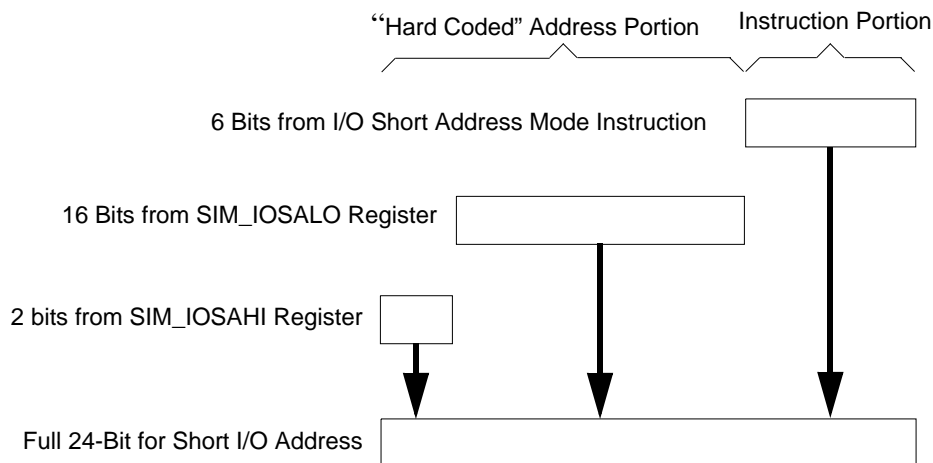 “Hard Coded” Address Portion
Instruction Portion
6 Bits from I/O Short Address Mode Instruction
16 Bits from SIM_IOSALO Register
2 bits from SIM_IOSAHI Register
Full 24-Bit for Short I/O Address